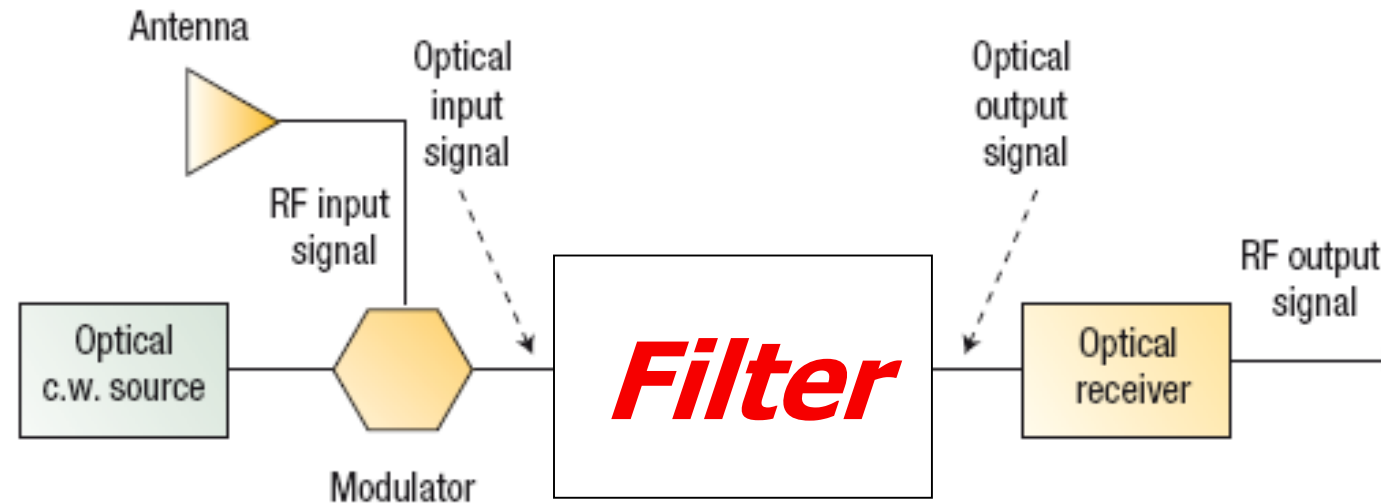 Antenna
Optical
input
signal
Optical
output
signal
RF input
signal
RF output
signal
Optical
c.w. source
Filter
Optical
receiver
Modulator